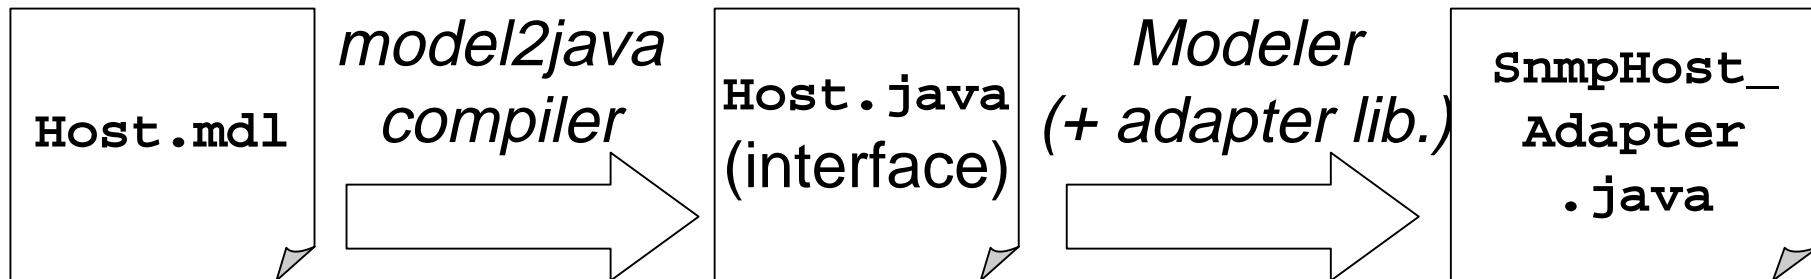 Host.mdl
model2java
compiler
Host.java
(interface)
Modeler
(+ adapter lib.)
SnmpHost_
Adapter
.java